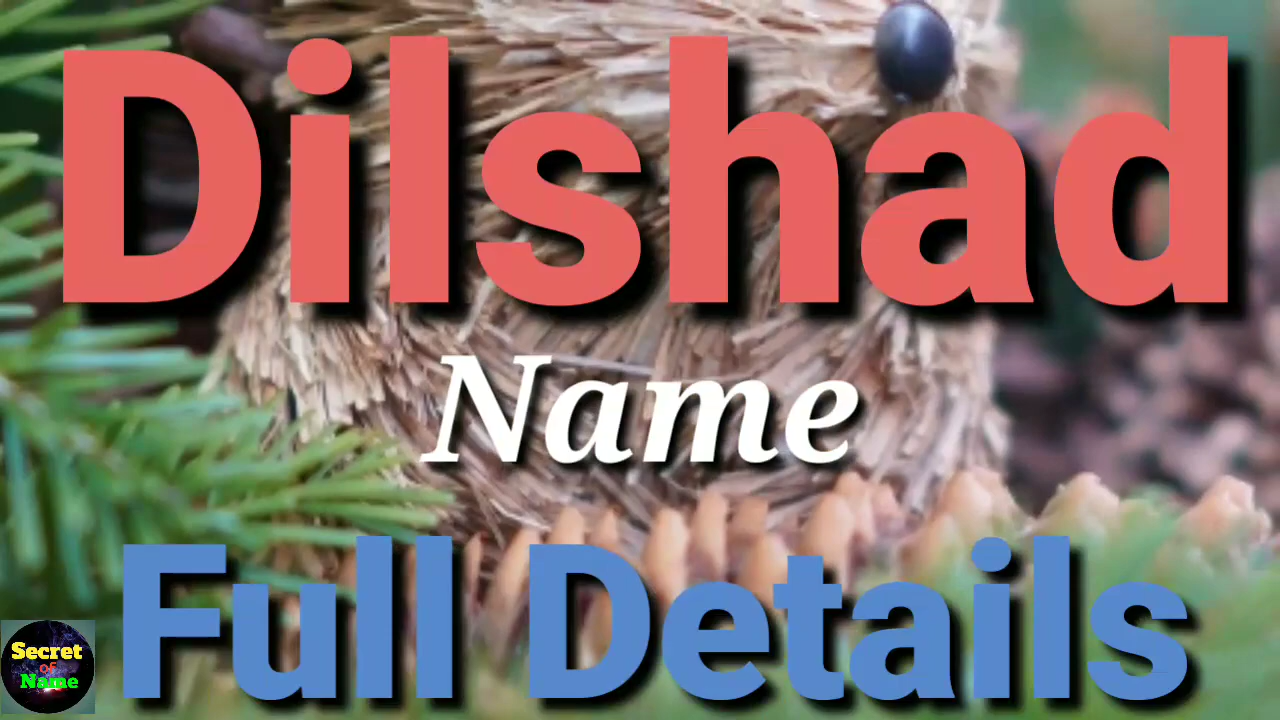 Dilshad
Name
Full Details
Secret
OF
Name